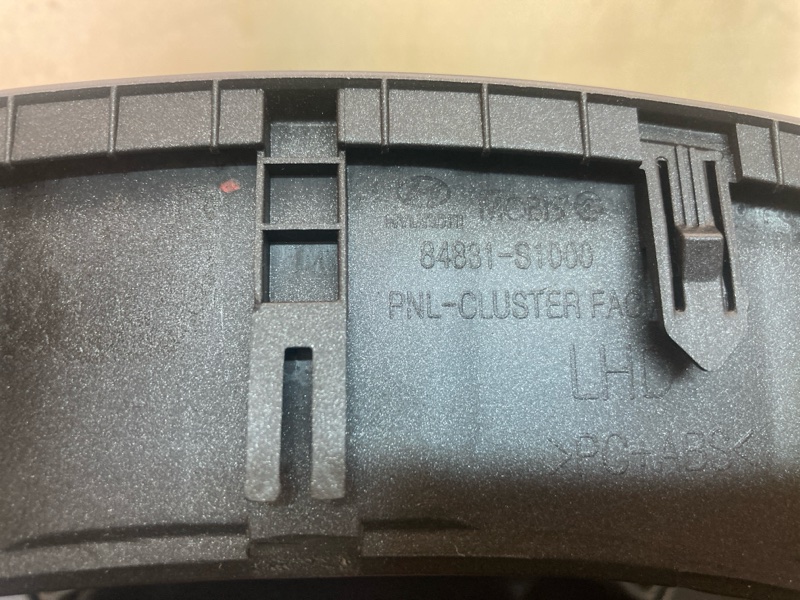 HYUNDAI MOBIS
84831-S1000
PNL-CLUSTER FAC
LHD
>PC+ABS<